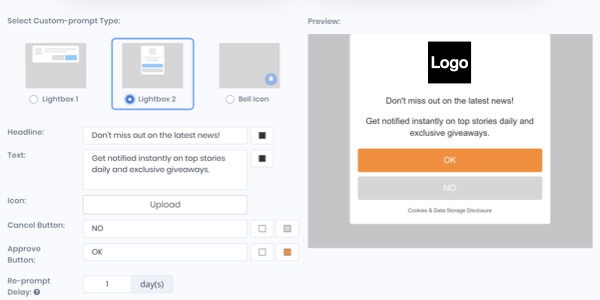 Select Custom-prompt Type:
Lightbox 1
Lightbox 2
Bell Icon
Headline:
Don't miss out on the latest news!
Text:
Get notified instantly on top stories
daily and exclusive giveaways.
Icon:
Upload
Cancel Button:
NO
Approve
Button:
OK
Re-prompt
Delay:
1
day(s)
Preview:
Logo
Don't miss out on the latest news!
Get notified instantly on top stories daily and
exclusive giveaways.
OK
NO
Cookies & Data Storage Disclosure